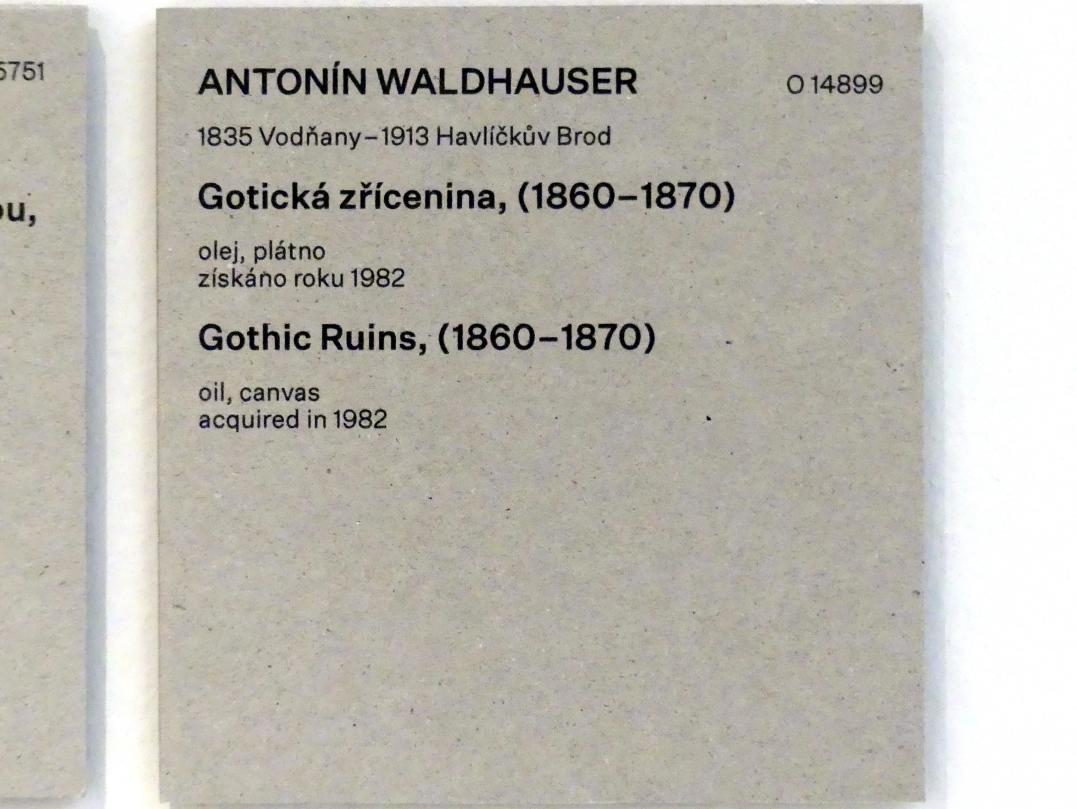 5751
ou,
ANTONÍN WALDHAUSER O 14899
1835 Vodňany–1913 Havlíčkův Brod
Gotická zřícenina, (1860–1870)
olej, plátno
získáno roku 1982
Gothic Ruins, (1860–1870)
oil, canvas
acquired in 1982